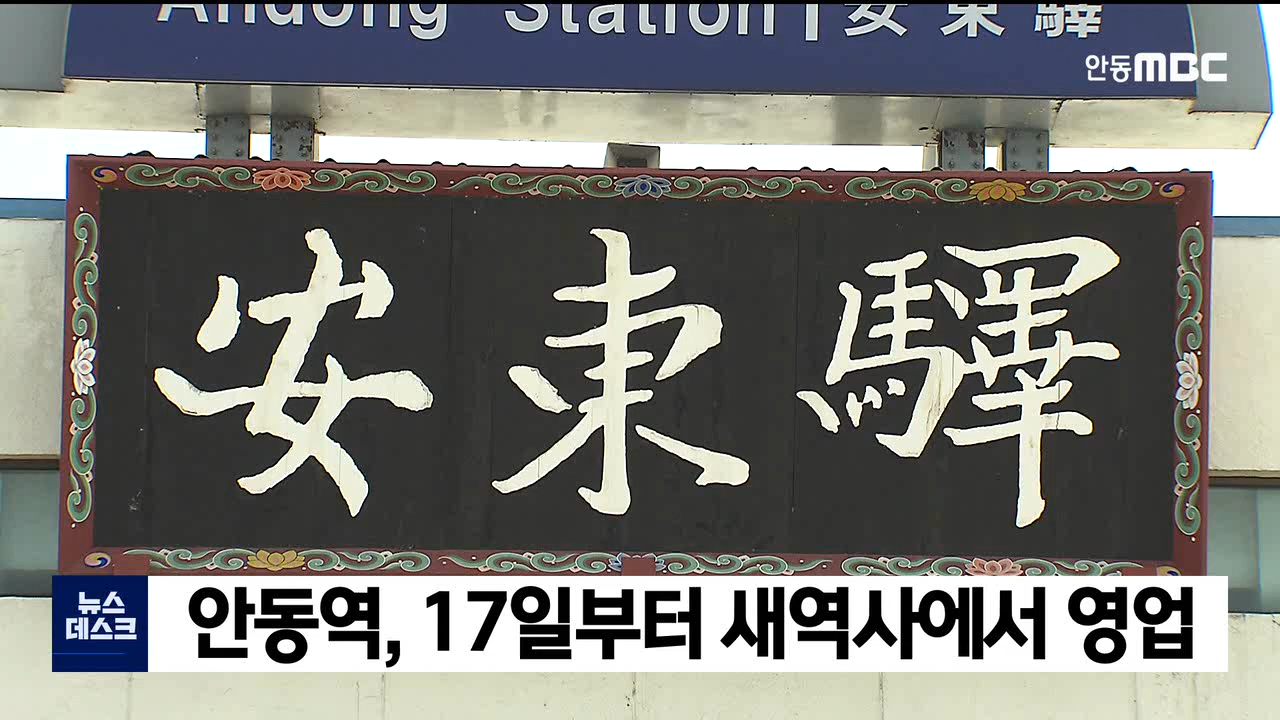 Andong Station | 安東驛
안동MBC
安東驛
뉴스
데스크
안동역, 17일부터 새역사에서 영업